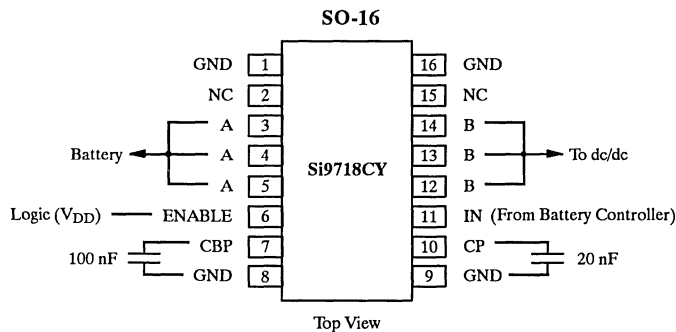 SO-16
GND 1 16 GND
NC 2 15 NC
A 3 14 B
Battery A 4 Si9718CY 13 B To dc/dc
A 5 12 B
Logic (VDD) ENABLE 6 11 IN (From Battery Controller)
CBP 7 10 CP
100 nF 20 nF
GND 8 9 GND
Top View